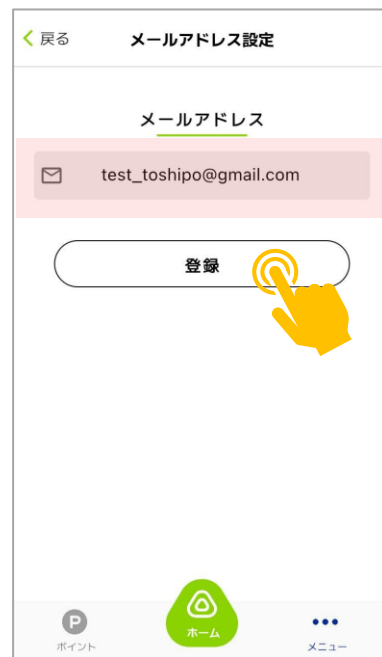 戻る メールアドレス設定
メールアドレス
test_toshipo@gmail.com
登録
P
ポイント ホーム メニュー